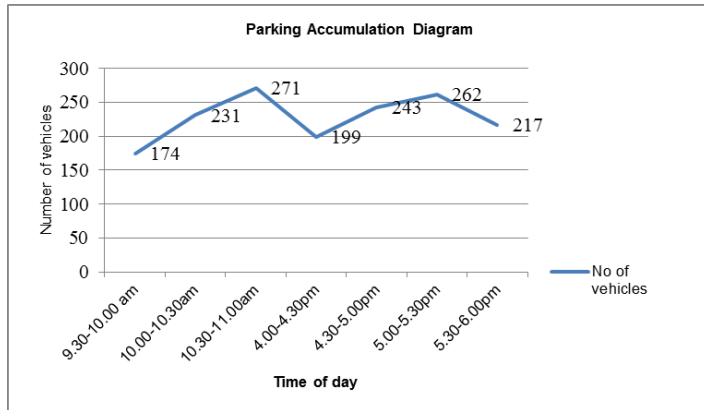 Parking Accumulation Diagram
Number of vehicles
300
250
200
150
100
50
0
174
231
271
199
243
262
217
9.30-10.00 am
10.00-10.30am
10.30-11.00am
4.00-4.30pm
4.30-5.00pm
5.00-5.30pm
5.30-6.00pm
Time of day
No of
vehicles